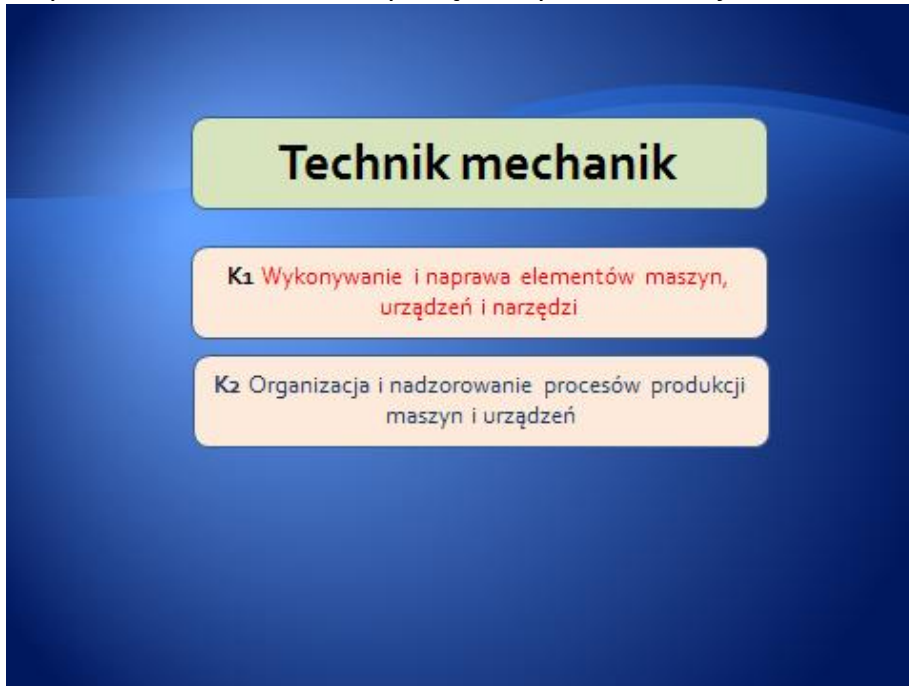 Technik mechanik
K1 Wykonywanie i naprawa elementów maszyn,
urządzeń i narzędzi
K2 Organizacja i nadzorowanie procesów produkcji
maszyn i urządzeń